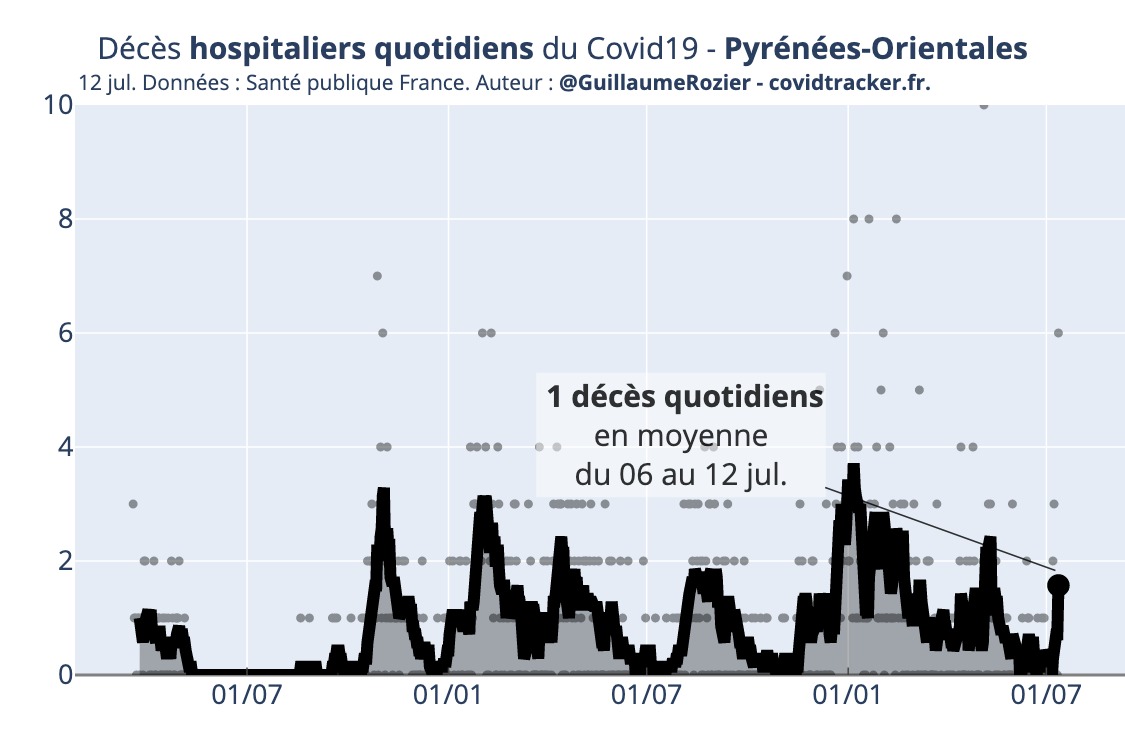 Décès hospitaliers quotidiens du Covid19 - Pyrénées-Orientales
12 jul. Données : Santé publique France. Auteur : @GuillaumeRozier - covidtracker.fr.
10
8
6
4
2
0
1 décès quotidiens
en moyenne
du 06 au 12 jul.
01/07
01/01
01/07
01/01
01/07